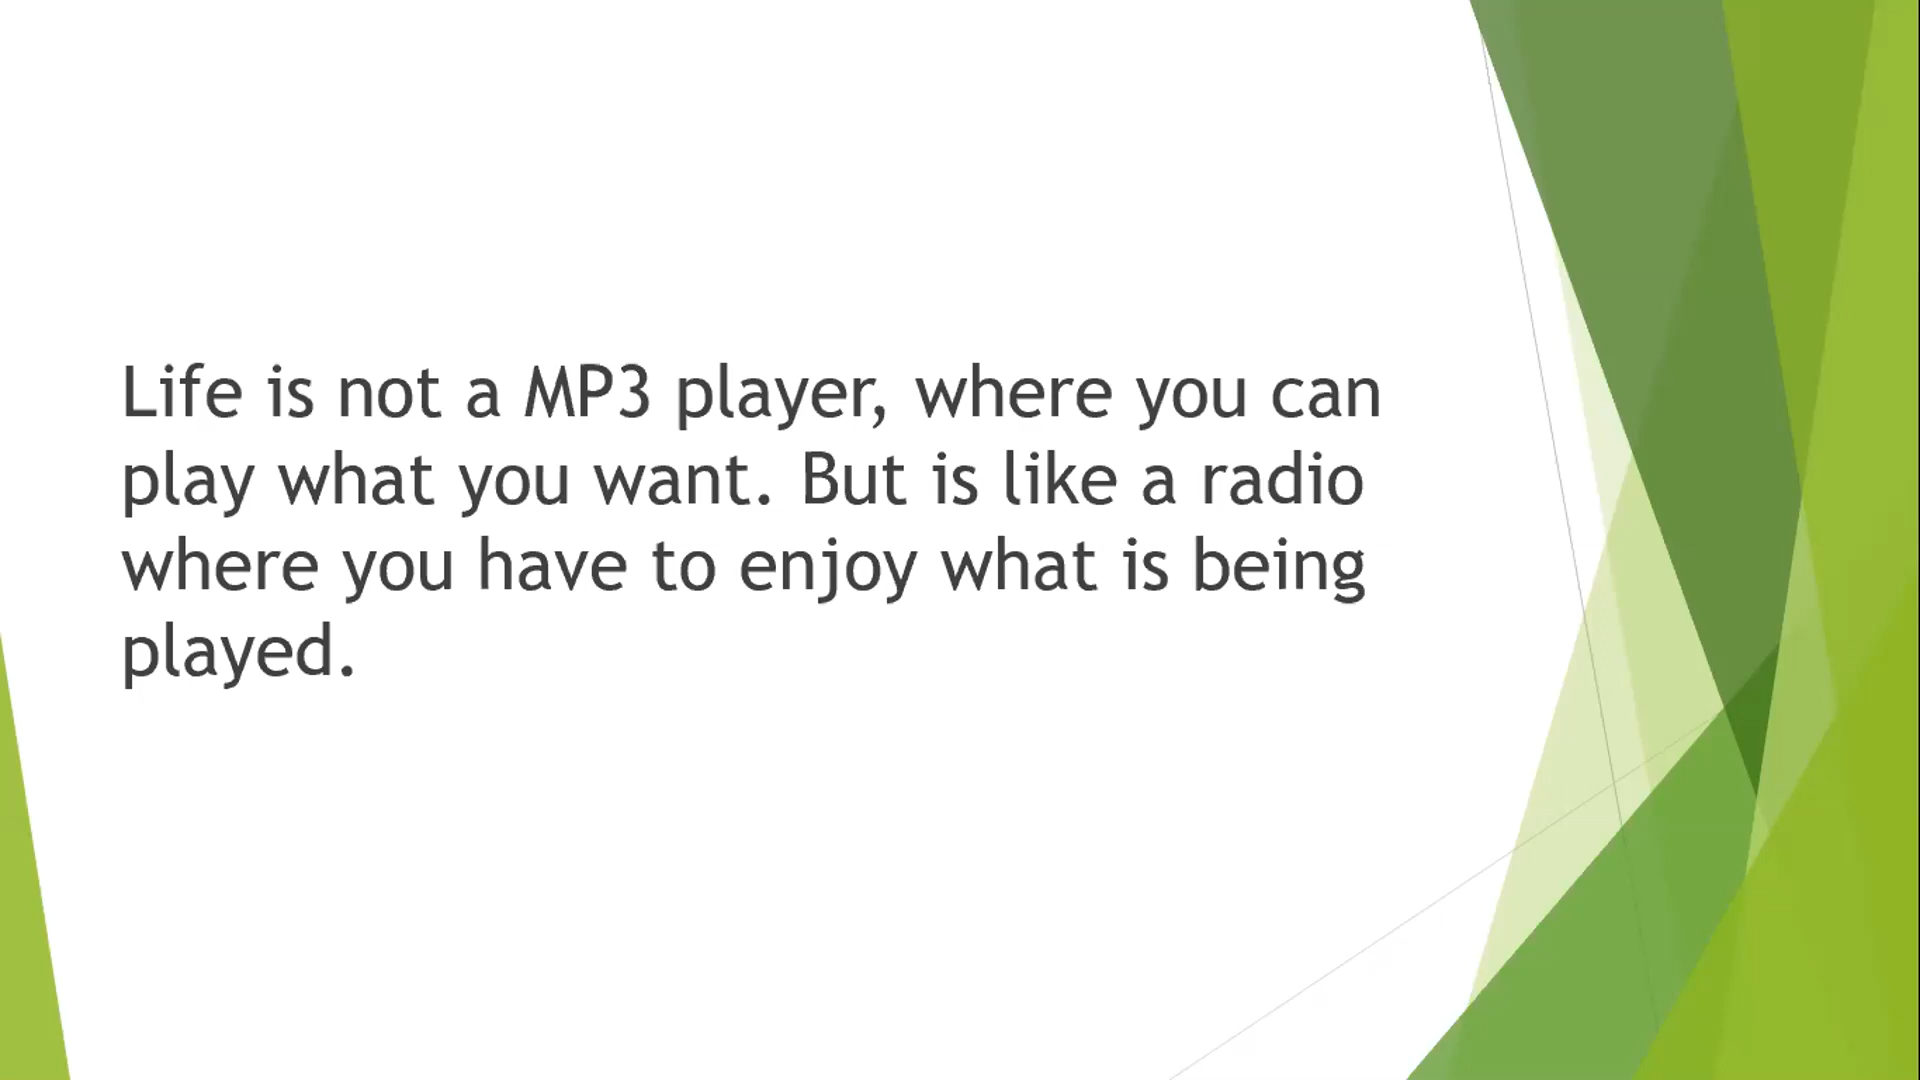 Life is not a MP3 player, where you can
play what you want. But is like a radio
where you have to enjoy what is being
played.